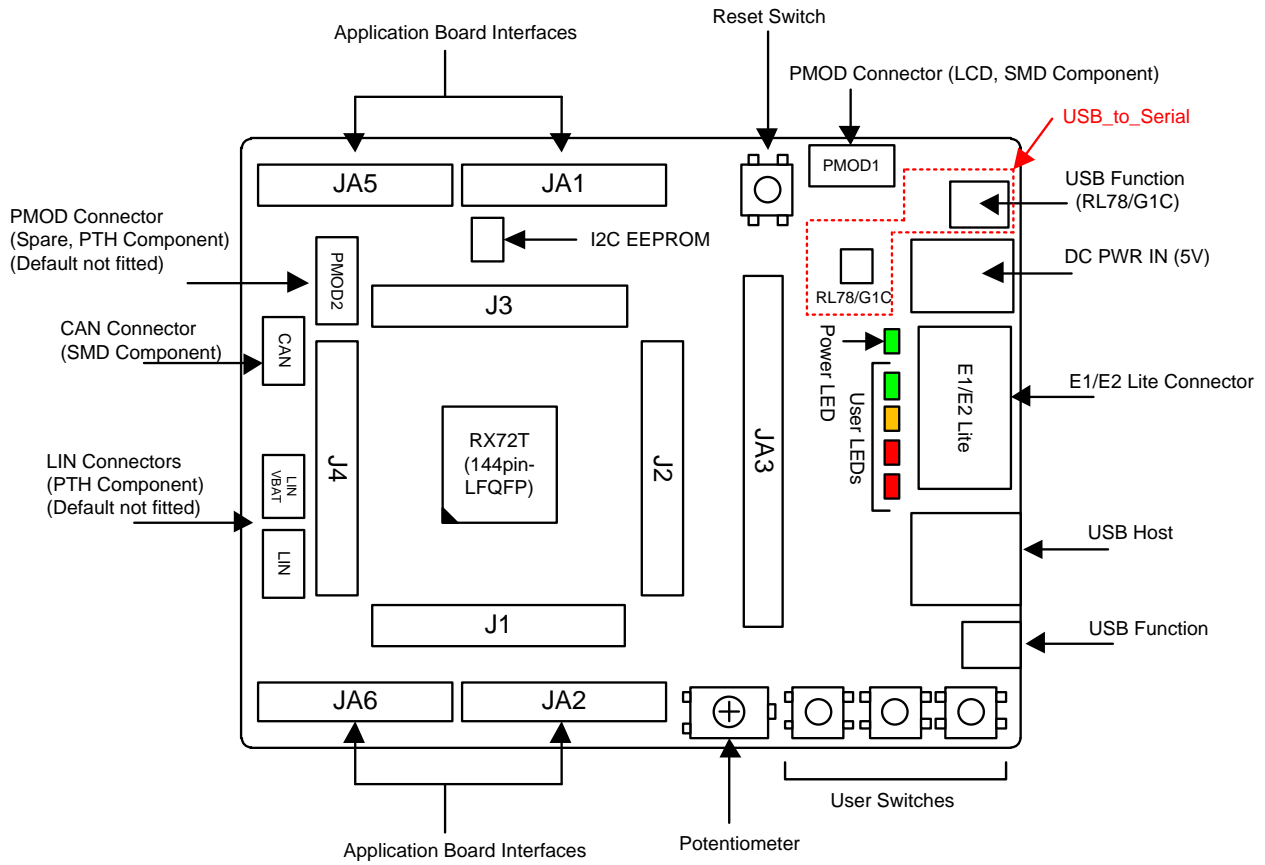 Application Board Interfaces
Reset Switch
PMOD Connector (LCD, SMD Component)
USB_to_Serial
JA5
JA1
PMOD1
USB Function
(RL78/G1C)
PMOD Connector
(Spare, PTH Component)
(Default not fitted)
I2C EEPROM
PMOD2
DC PWR IN (5V)
RL78/G1C
J3
CAN Connector
(SMD Component)
CAN
Power LED
E1/E2 Lite Connector
E1/E2 Lite
User LEDs
RX72T
(144pin-
LFQFP)
J4
J2
JA3
LIN Connectors
(PTH Component)
(Default not fitted)
LIN
VBAT
LIN
USB Host
J1
USB Function
JA6
JA2
User Switches
Potentiometer
Application Board Interfaces